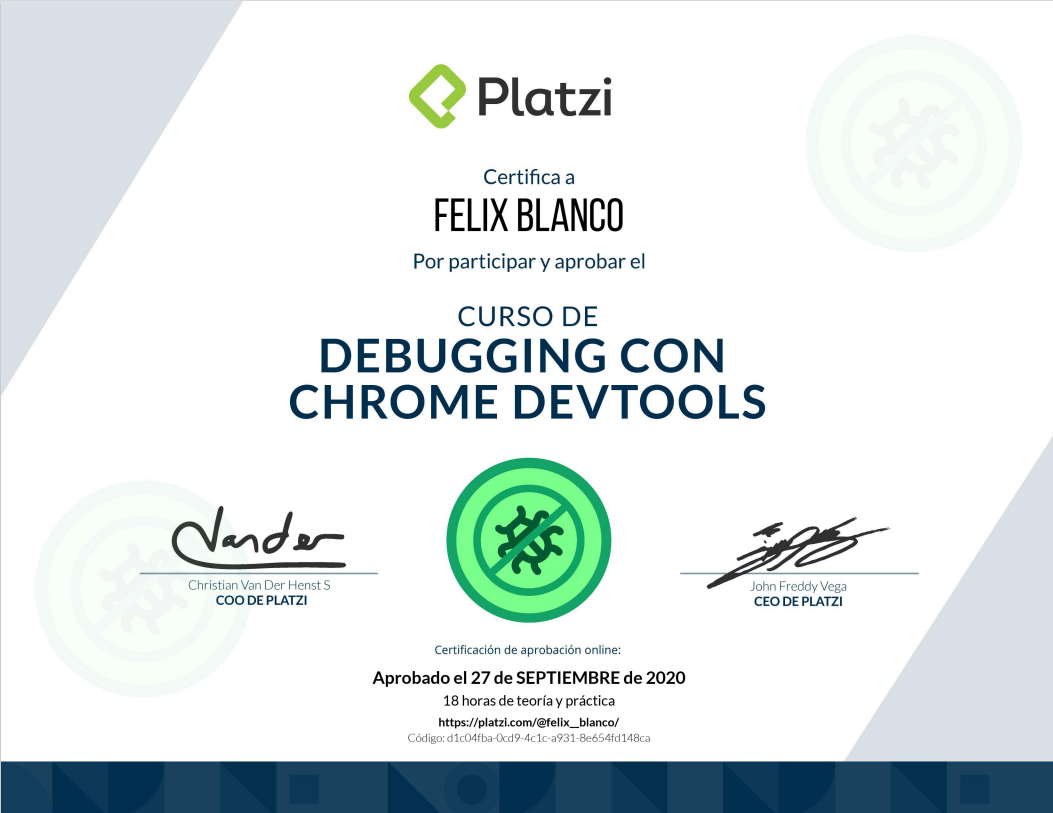 Platzi
Certifica a
FELIX BLANCO
Por participar y aprobar el
CURSO DE
DEBUGGING CON
CHROME DEVTOOLS
Vander
Christian Van Der Henst S
COO DE PLATZI
John Freddy Vega
CEO DE PLATZI
Certificación de aprobación online:
Aprobado el 27 de SEPTIEMBRE de 2020
18 horas de teoría y práctica
https://platzi.com/@felix__blanco/
Código: d1c04fba-0cd9-4c1c-a931-8e654fd148ca